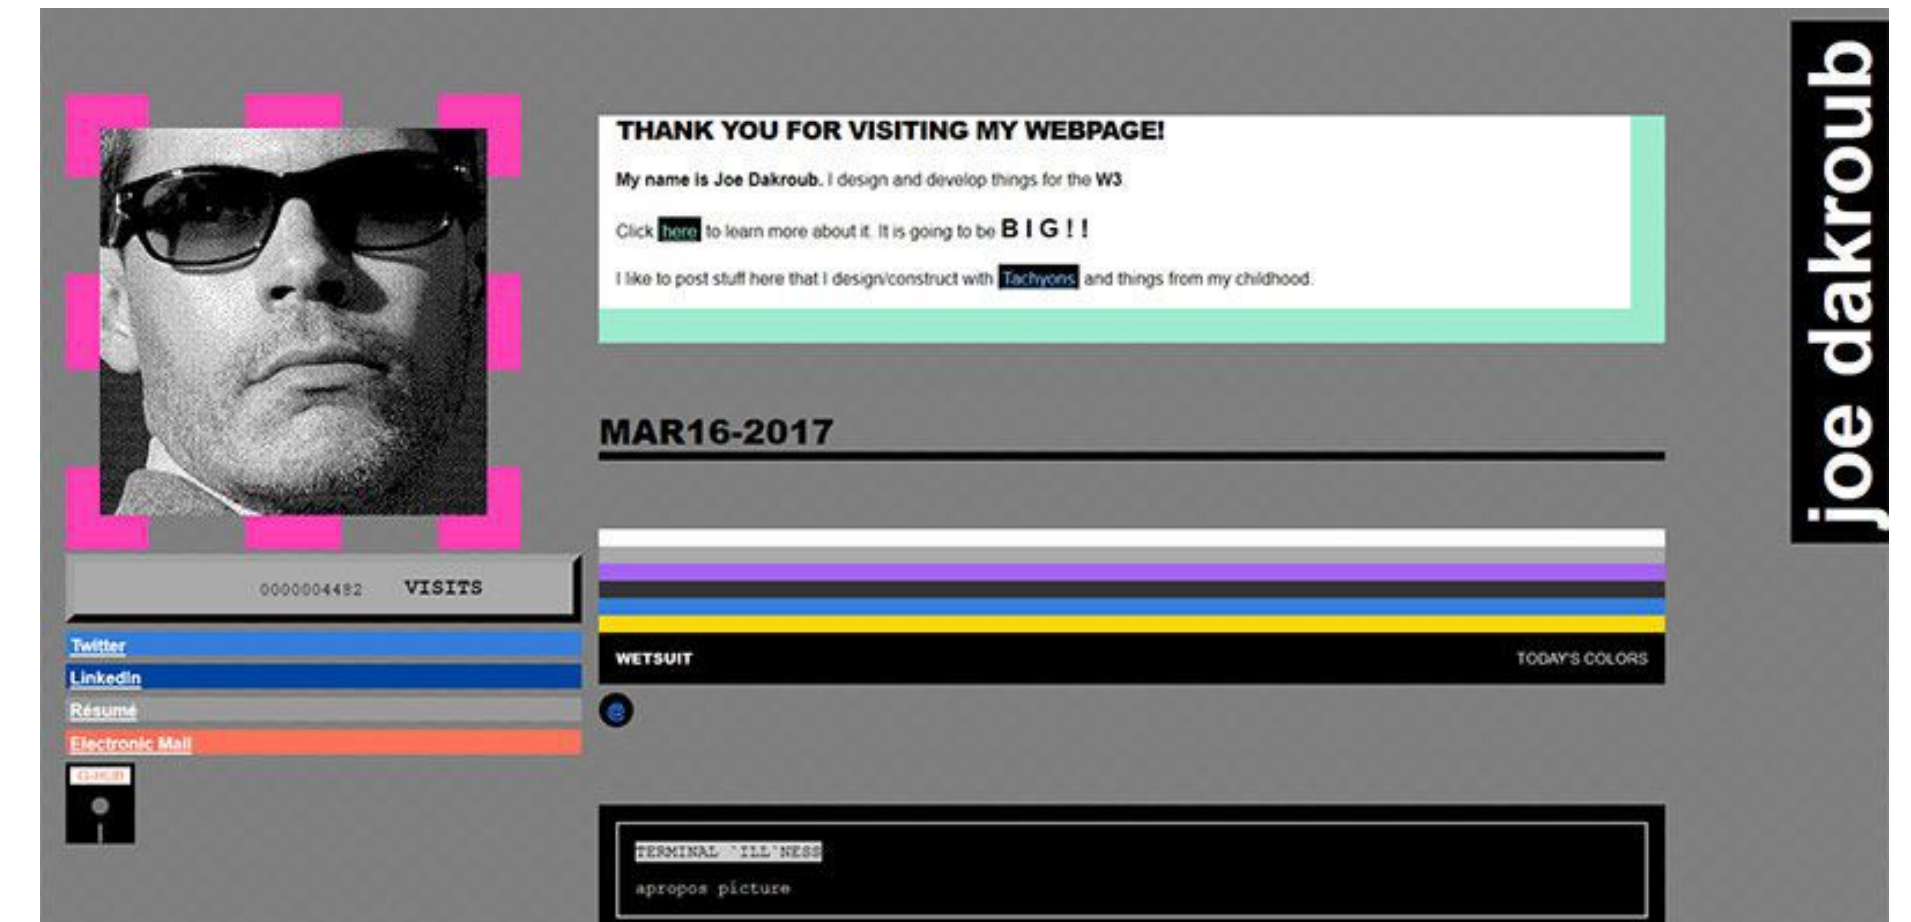 joe dakroub
THANK YOU FOR VISITING MY WEBPAGE!
My name is Joe Dakroub. I design and develop things for the W3
Click here to learn more about it. It is going to be B I G ! !
I like to post stuff here that I design/construct with Tachyons and things from my childhood.
MAR16-2017
0000004482 VISITS
Twitter
LinkedIn
Résumé
Electronic Mail
G-HUB
WETSUIT TODAY'S COLORS
@
TERMINAL `ILL`NESS
apropos picture